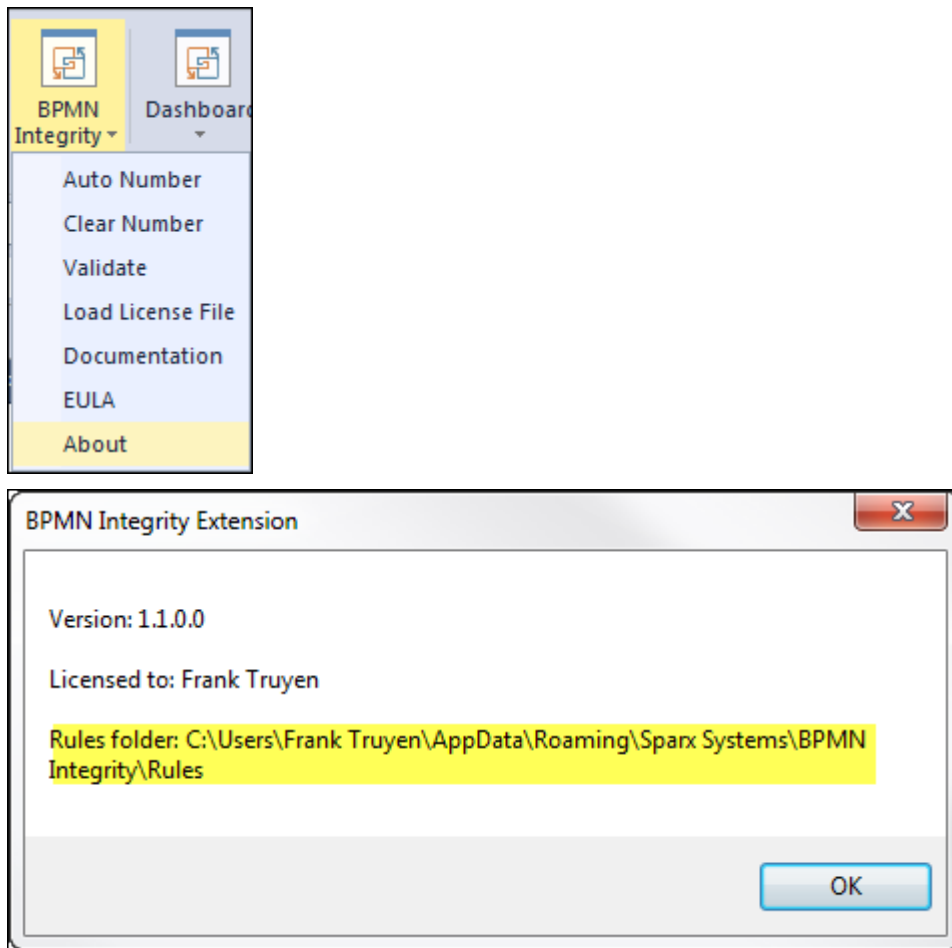 BPMN
Integrity
Dashboard
Auto Number
Clear Number
Validate
Load License File
Documentation
EULA
About
BPMN Integrity Extension
Version: 1.1.0.0
Licensed to: Frank Truyen
Rules folder: C:\Users\Frank Truyen\AppData\Roaming\Sparx Systems\BPMN
Integrity\Rules
OK